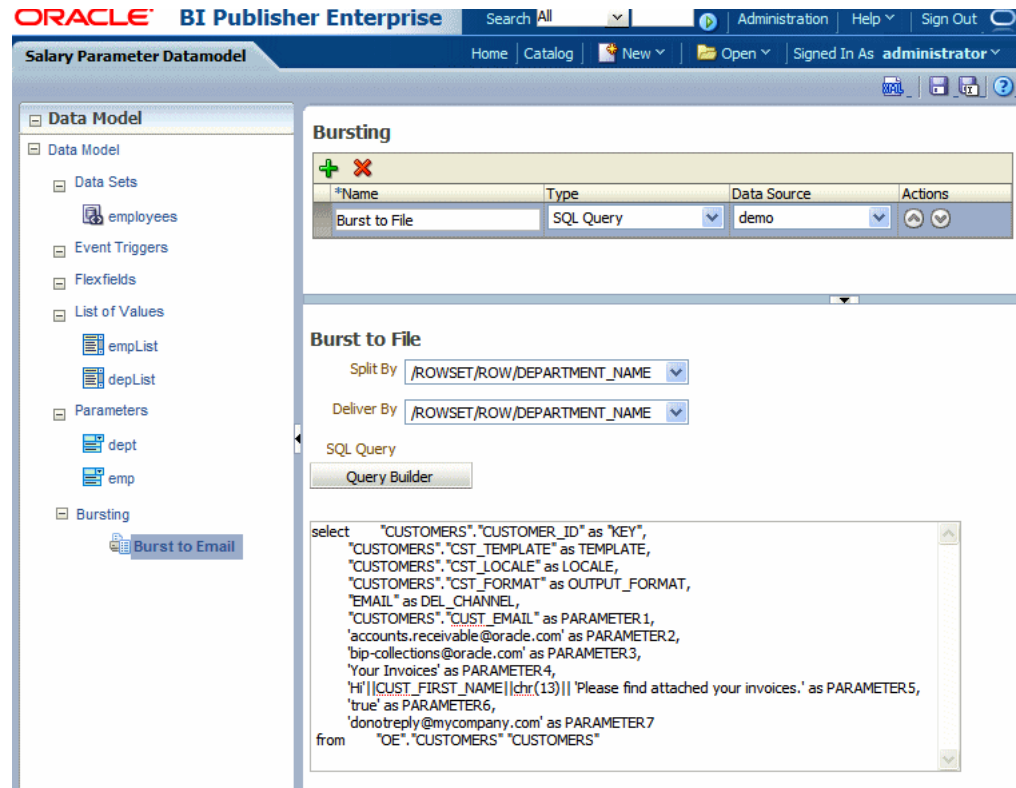 ORACLE BI Publisher Enterprise Search All Administration Help Sign Out
Salary Parameter Datamodel Home Catalog New Open Signed In As administrator
XML
Data Model
Data Model
Data Sets
employees
Event Triggers
Flexfields
List of Values
empList
depList
Parameters
dept
emp
Bursting
Burst to Email
Bursting
*Name Type Data Source Actions
Burst to File SQL Query demo
Burst to File
Split By /ROWSET/ROW/DEPARTMENT_NAME
Deliver By /ROWSET/ROW/DEPARTMENT_NAME
SQL Query
Query Builder
select "CUSTOMERS"."CUSTOMER_ID" as "KEY",
"CUSTOMERS"."CST_TEMPLATE" as TEMPLATE,
"CUSTOMERS"."CST_LOCALE" as LOCALE,
"CUSTOMERS"."CST_FORMAT" as OUTPUT_FORMAT,
"EMAIL" as DEL_CHANNEL,
"CUSTOMERS"."CUST_EMAIL" as PARAMETER1,
'accounts.receivable@oracle.com' as PARAMETER2,
'bip-collections@oracle.com' as PARAMETER3,
'Your Invoices' as PARAMETER4,
'Hi'||CUST_FIRST_NAME||chr(13)|| 'Please find attached your invoices.' as PARAMETER5,
'true' as PARAMETER6,
'donotreply@mycompany.com' as PARAMETER7
from "OE"."CUSTOMERS" "CUSTOMERS"